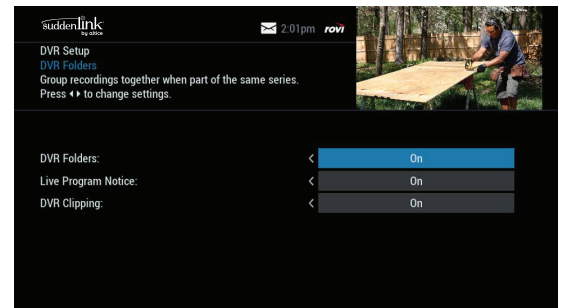 suddenlink
by altice
2:01pm rovi
DVR Setup
DVR Folders
Group recordings together when part of the same series.
Press ◂ ▸ to change settings.
DVR Folders: < On
Live Program Notice: < On
DVR Clipping: < On